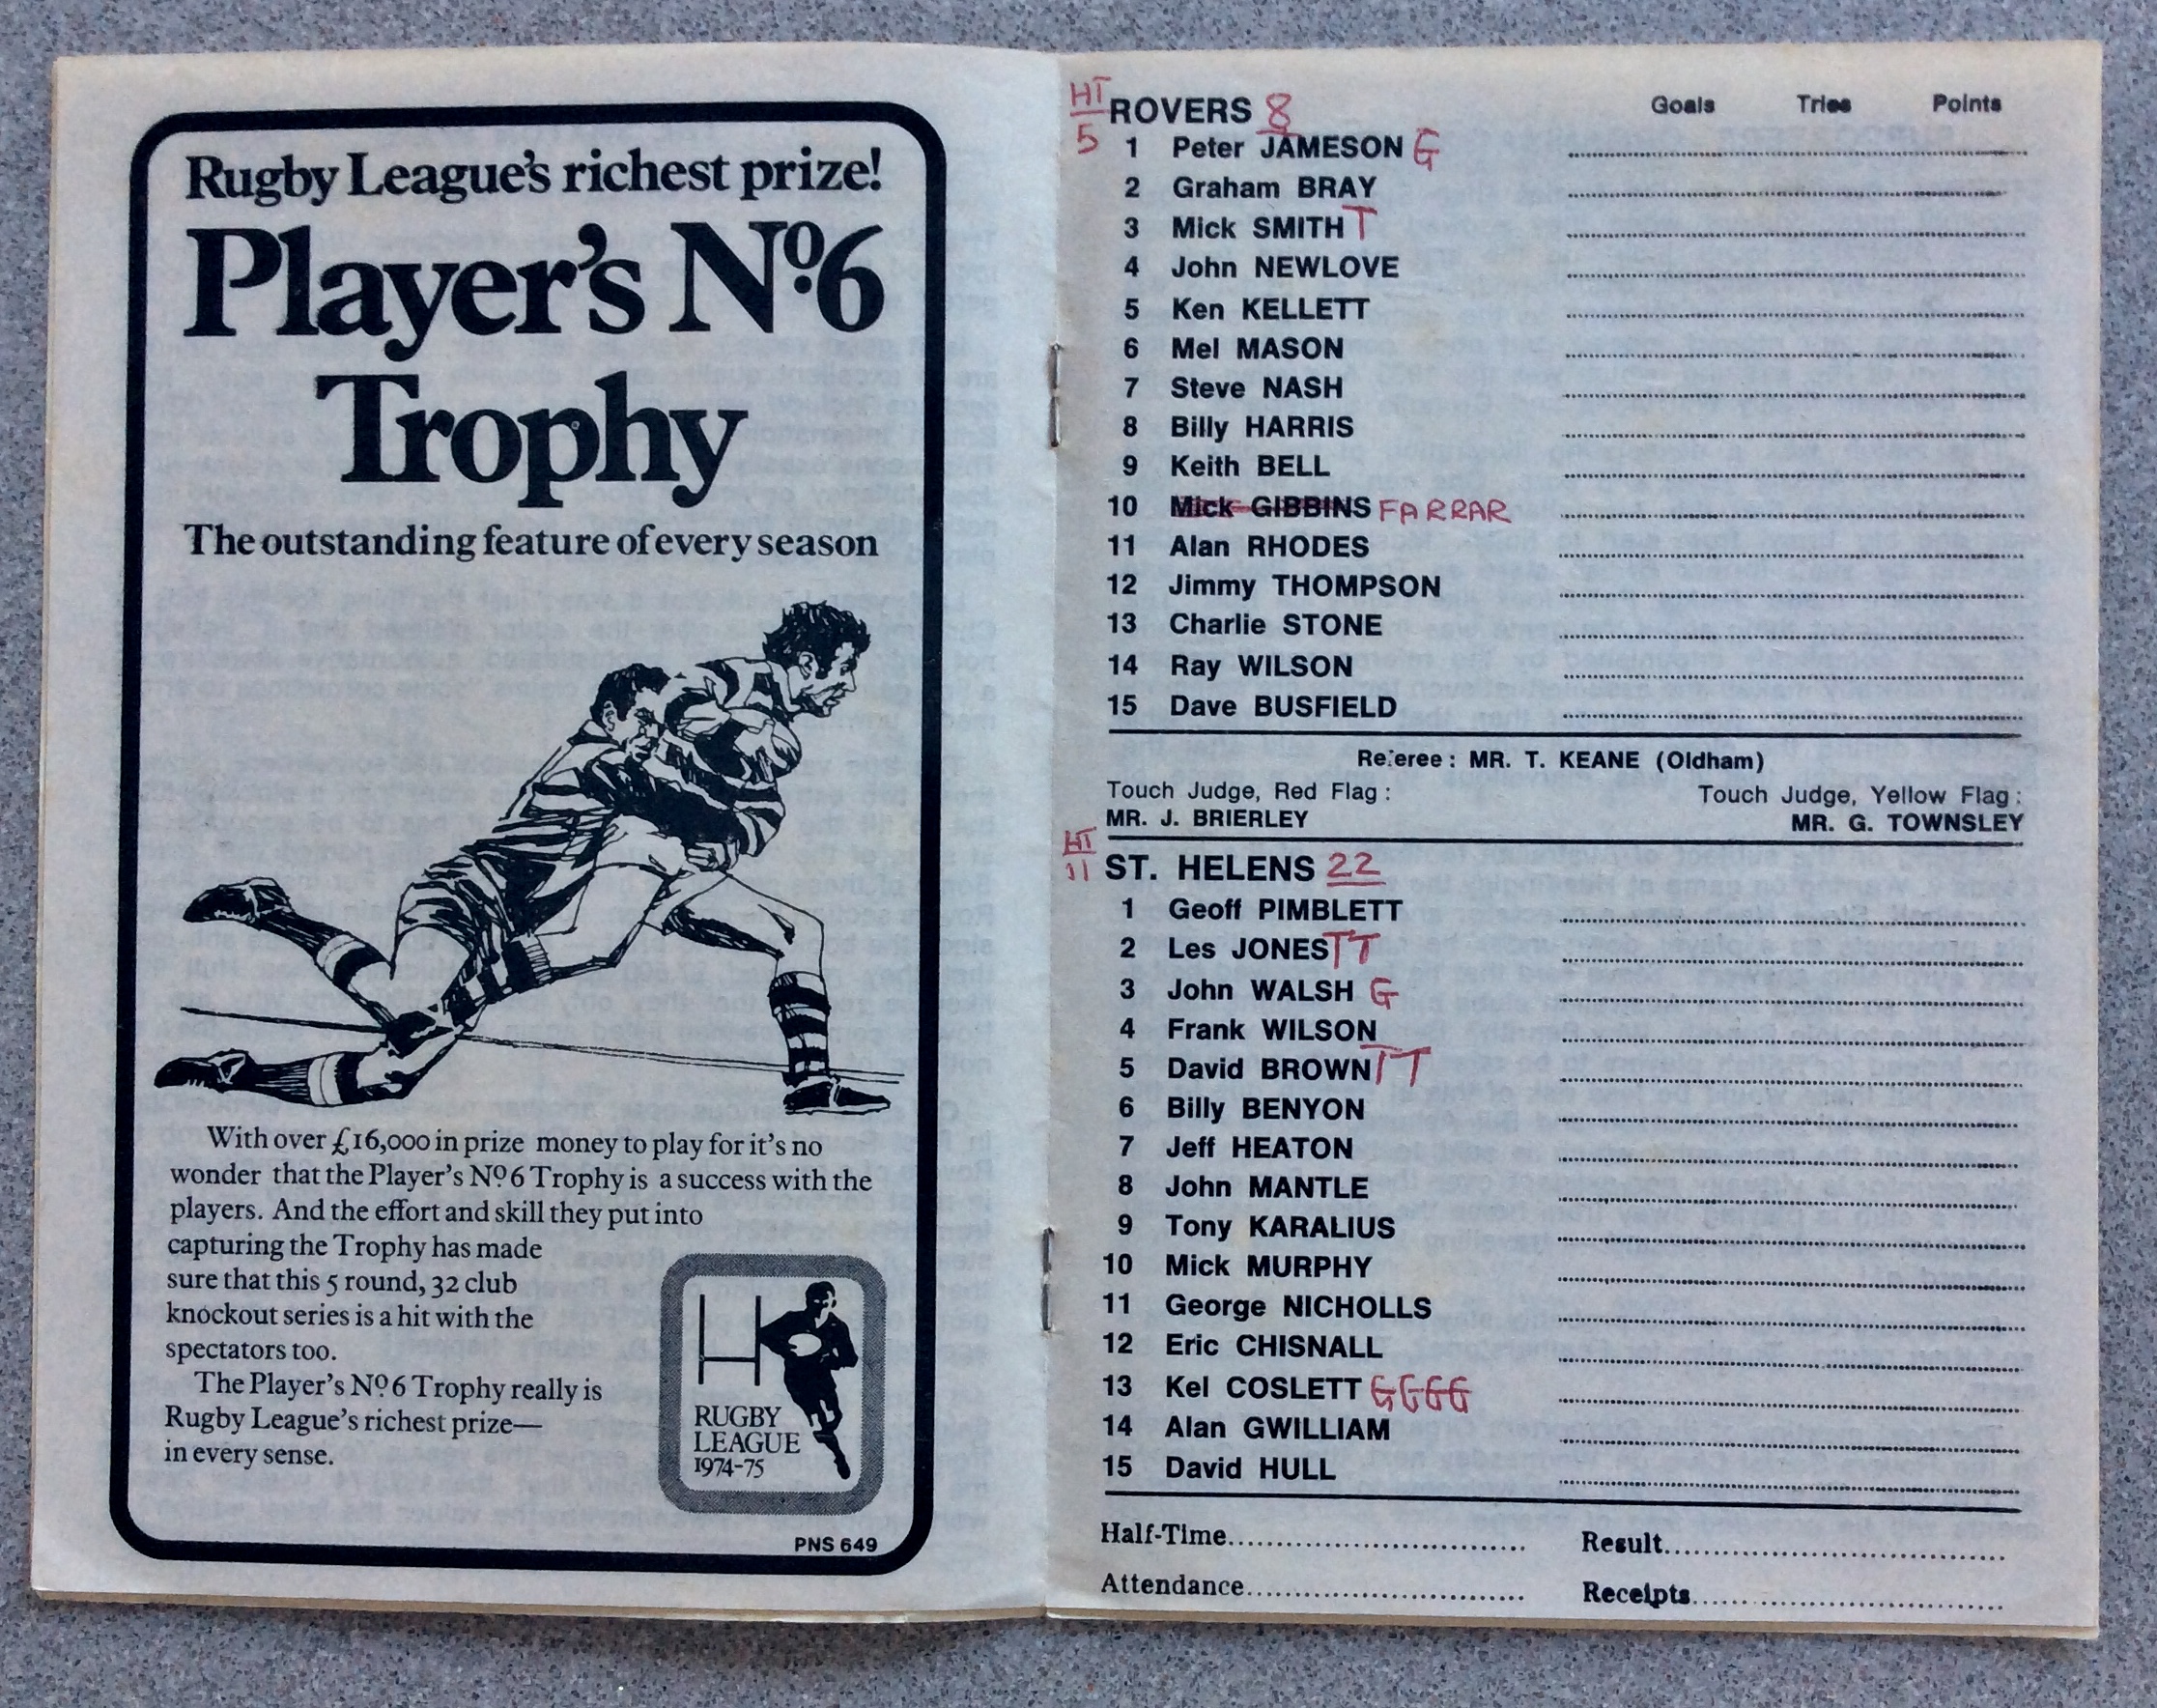 Rugby League's richest prize!
Player's Nº6
Trophy
The outstanding feature of every season
With over £16,000 in prize money to play for it's no
wonder that the Player's Nº6 Trophy is a success with the
players. And the effort and skill they put into
capturing the Trophy has made
sure that this 5 round, 32 club
knockout series is a hit with the
spectators too.
The Player's Nº6 Trophy really is
Rugby League's richest prize—
in every sense.
RUGBY
LEAGUE
1974-75
PNS 649
HT
5
ROVERS 8 Goals Tries Points
1 Peter JAMESON G
2 Graham BRAY
3 Mick SMITH T
4 John NEWLOVE
5 Ken KELLETT
6 Mel MASON
7 Steve NASH
8 Billy HARRIS
9 Keith BELL
10 Mick GIBBINS FARRAR
11 Alan RHODES
12 Jimmy THOMPSON
13 Charlie STONE
14 Ray WILSON
15 Dave BUSFIELD
Referee : MR. T. KEANE (Oldham)
Touch Judge, Red Flag : Touch Judge, Yellow Flag :
MR. J. BRIERLEY MR. G. TOWNSLEY
HT
11
ST. HELENS 22
1 Geoff PIMBLETT
2 Les JONES TT
3 John WALSH G
4 Frank WILSON
5 David BROWN TT
6 Billy BENYON
7 Jeff HEATON
8 John MANTLE
9 Tony KARALIUS
10 Mick MURPHY
11 George NICHOLLS
12 Eric CHISNALL
13 Kel COSLETT GGGG
14 Alan GWILLIAM
15 David HULL
Half-Time Result
Attendance Receipts